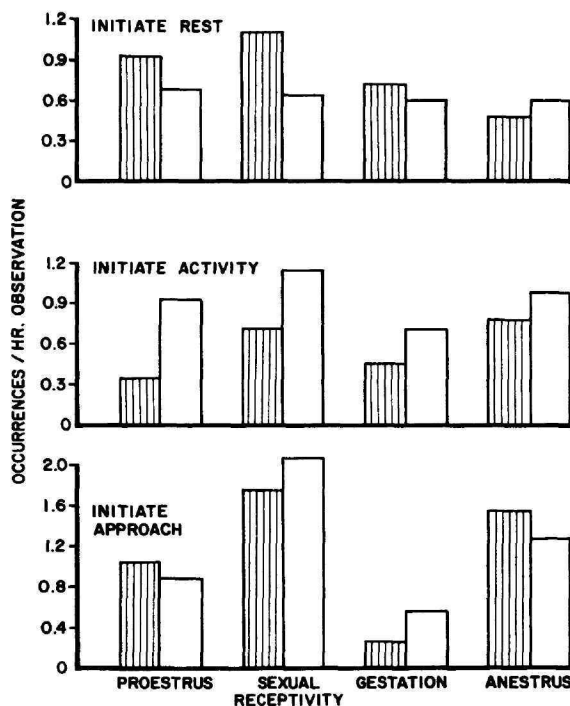 OCCURRENCES / HR. OBSERVATION
INITIATE REST
1.2
0.9
0.6
0.3
0
INITIATE ACTIVITY
1.2
0.9
0.6
0.3
0
INITIATE
APPROACH
2.0
1.6
1.2
0.8
0.4
0
PROESTRUS
SEXUAL
RECEPTIVITY
GESTATION
ANESTRUS